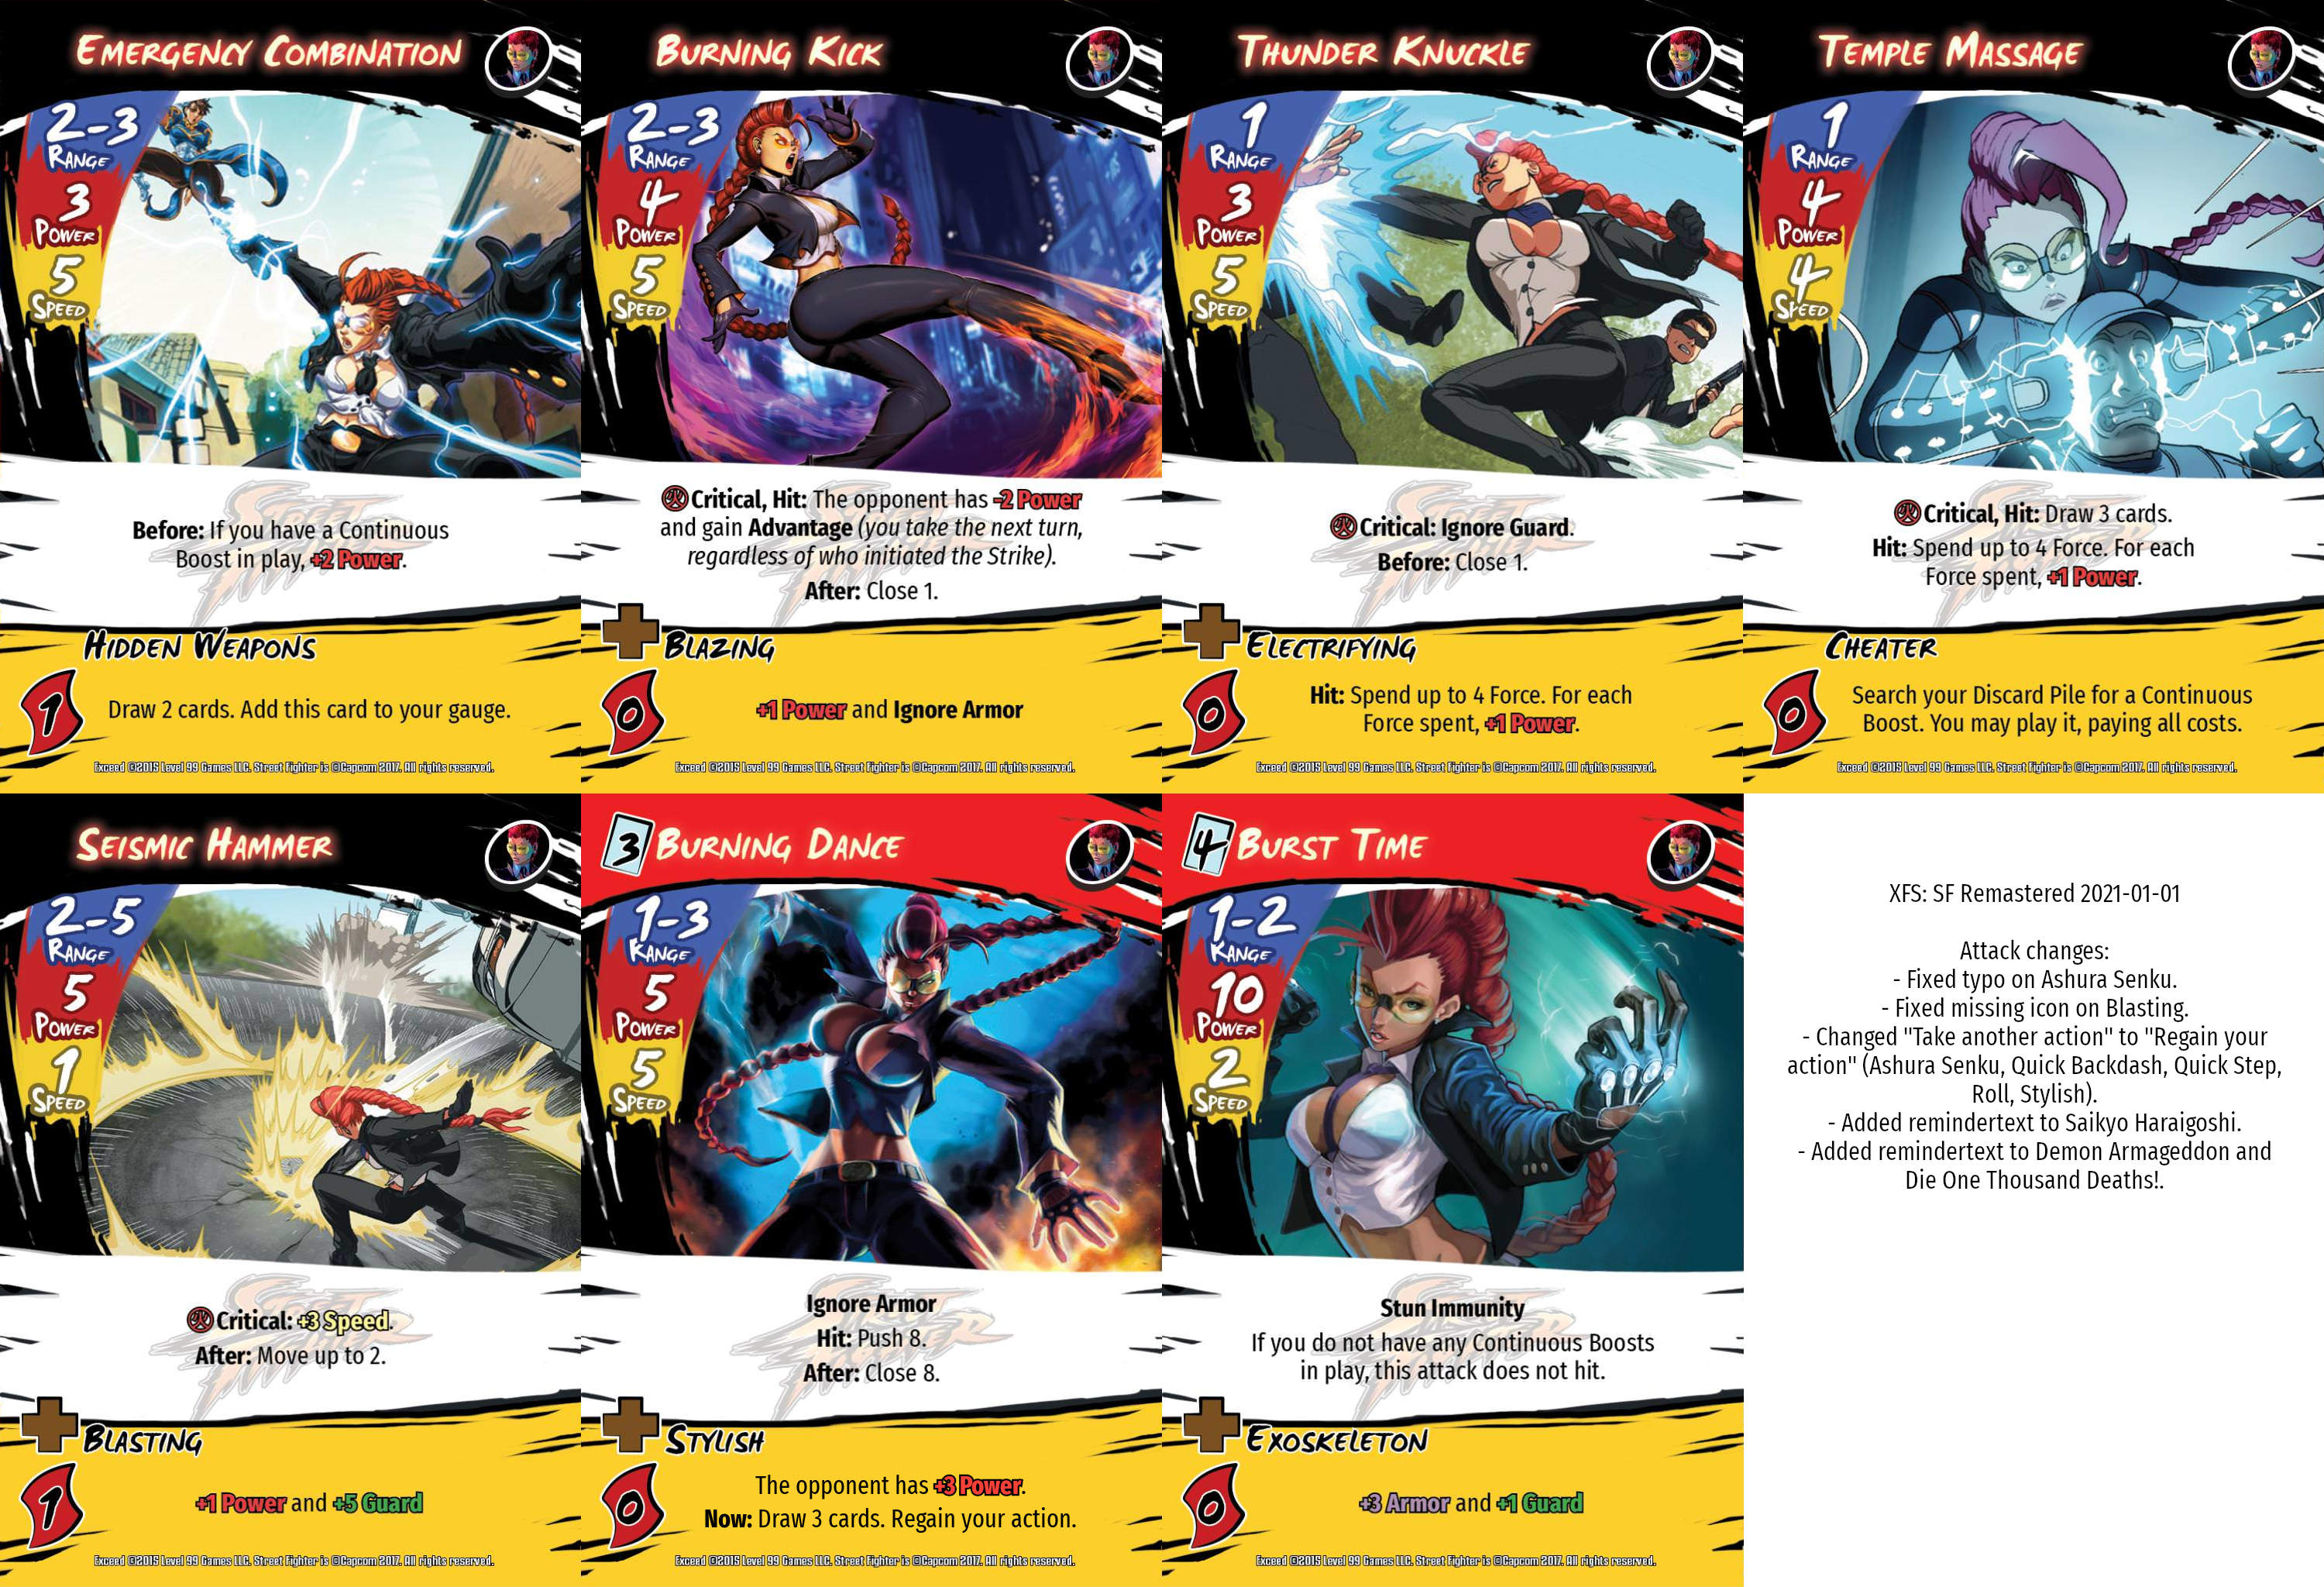 EMERGENCY COMBINATION
2-3
RANGE
3
POWER
5
SPEED
Before: If you have a Continuous
Boost in play, +2 Power.
HIDDEN WEAPONS
1
Draw 2 cards. Add this card to your gauge.
Exceed ©2015 Level 99 Games LLC. Street Fighter is ©Capcom 2017. All rights reserved.
BURNING KICK
2-3
RANGE
4
POWER
5
SPEED
Critical, Hit: The opponent has -2 Power
and gain Advantage (you take the next turn,
regardless of who initiated the Strike).
After: Close 1.
BLAZING
0
+1 Power and Ignore Armor
Exceed ©2015 Level 99 Games LLC. Street Fighter is ©Capcom 2017. All rights reserved.
THUNDER KNUCKLE
1
RANGE
3
POWER
5
SPEED
Critical: Ignore Guard.
Before: Close 1.
ELECTRIFYING
0
Hit: Spend up to 4 Force. For each
Force spent, +1 Power.
Exceed ©2015 Level 99 Games LLC. Street Fighter is ©Capcom 2017. All rights reserved.
TEMPLE MASSAGE
1
RANGE
4
POWER
4
SPEED
Critical, Hit: Draw 3 cards.
Hit: Spend up to 4 Force. For each
Force spent, +1 Power.
CHEATER
0
Search your Discard Pile for a Continuous
Boost. You may play it, paying all costs.
Exceed ©2015 Level 99 Games LLC. Street Fighter is ©Capcom 2017. All rights reserved.
SEISMIC HAMMER
2-5
RANGE
5
POWER
1
SPEED
Critical: +3 Speed.
After: Move up to 2.
BLASTING
1
+1 Power and +5 Guard
Exceed ©2015 Level 99 Games LLC. Street Fighter is ©Capcom 2017. All rights reserved.
3
BURNING DANCE
1-3
RANGE
5
POWER
5
SPEED
Ignore Armor
Hit: Push 8.
After: Close 8.
STYLISH
0
The opponent has +3 Power.
Now: Draw 3 cards. Regain your action.
Exceed ©2015 Level 99 Games LLC. Street Fighter is ©Capcom 2017. All rights reserved.
4
BURST TIME
1-2
RANGE
10
POWER
2
SPEED
Stun Immunity
If you do not have any Continuous Boosts
in play, this attack does not hit.
EXOSKELETON
0
+3 Armor and +1 Guard
Exceed ©2015 Level 99 Games LLC. Street Fighter is ©Capcom 2017. All rights reserved.
XFS: SF Remastered 2021-01-01
Attack changes:
- Fixed typo on Ashura Senku.
- Fixed missing icon on Blasting.
- Changed "Take another action" to "Regain your
action" (Ashura Senku, Quick Backdash, Quick Step,
Roll, Stylish).
- Added remindertext to Saikyo Haraigoshi.
- Added remindertext to Demon Armageddon and
Die One Thousand Deaths!.